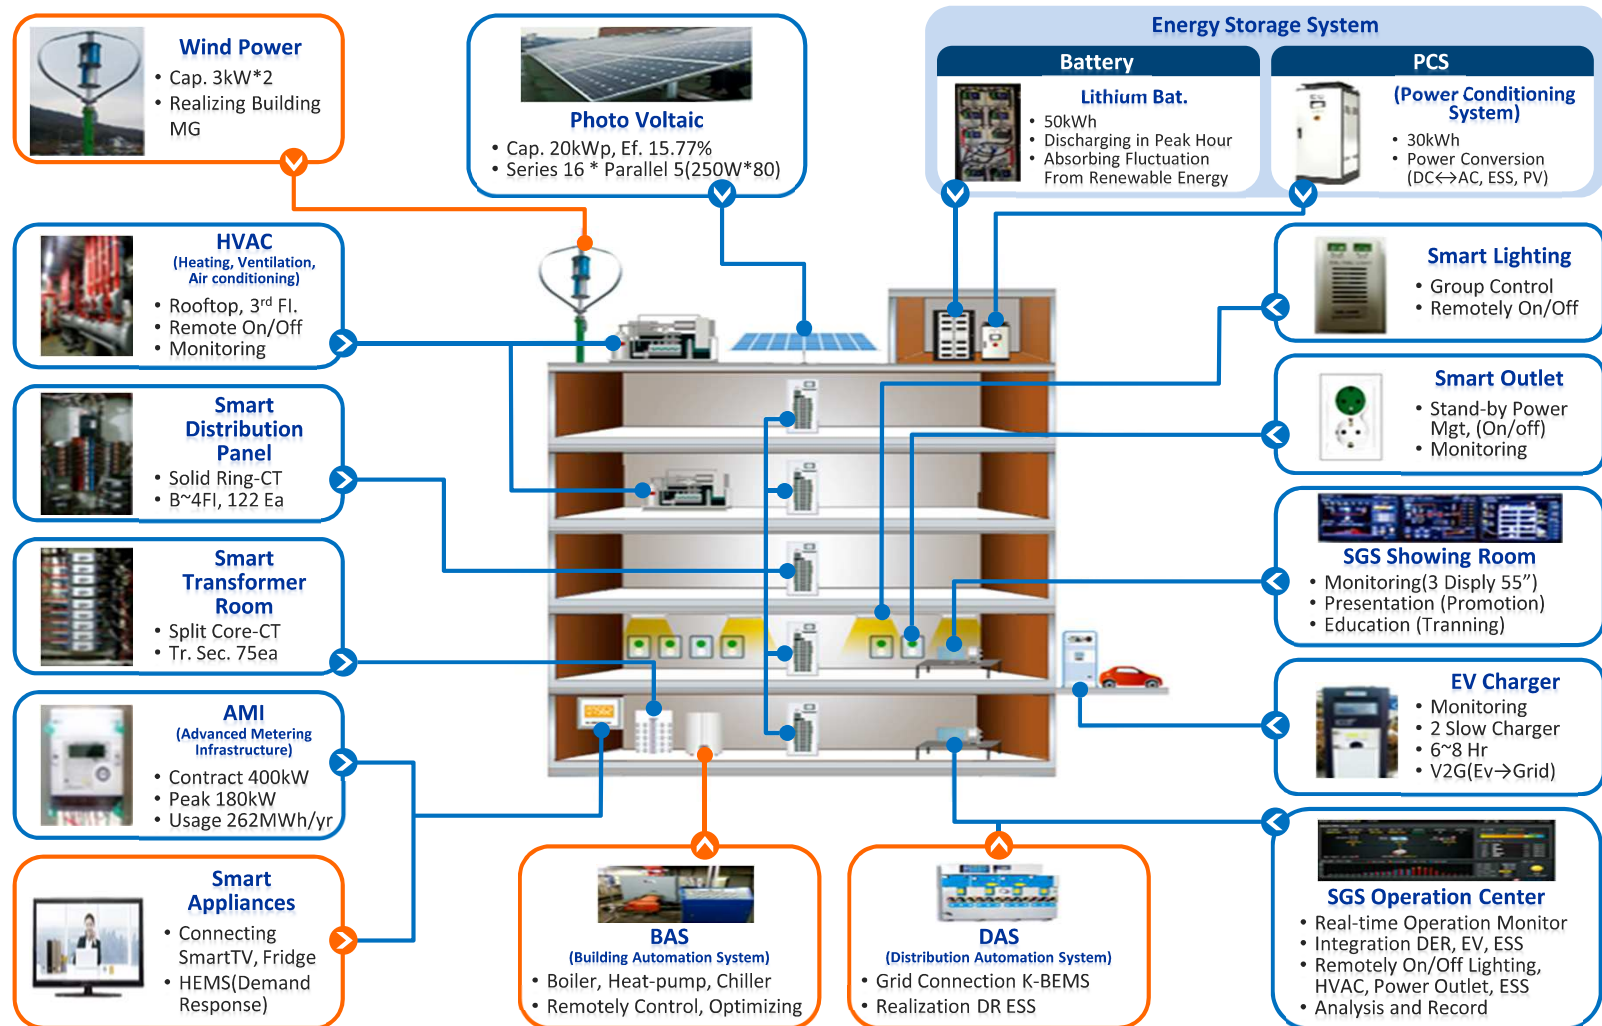 Wind Power
• Cap. 3kW*2
• Realizing Building
MG
Photo Voltaic
• Cap. 20kWp, Ef. 15.77%
• Series 16 * Parallel 5(250W*80)
Energy Storage System
Battery
Lithium Bat.
• 50kWh
• Discharging in Peak Hour
• Absorbing Fluctuation
From Renewable Energy
PCS
(Power Conditioning
System)
• 30kWh
• Power Conversion
(DC↔AC, ESS, PV)
HVAC
(Heating, Ventilation,
Air conditioning)
• Rooftop, 3rd Fl.
• Remote On/Off
• Monitoring
Smart Lighting
• Group Control
• Remotely On/Off
Smart
Distribution
Panel
• Solid Ring-CT
• B~4Fl, 122 Ea
Smart Outlet
• Stand-by Power
Mgt, (On/off)
• Monitoring
Smart
Transformer
Room
• Split Core-CT
• Tr. Sec. 75ea
SGS Showing Room
• Monitoring(3 Disply 55”)
• Presentation (Promotion)
• Education (Tranning)
AMI
(Advanced Metering
Infrastructure)
• Contract 400kW
• Peak 180kW
• Usage 262MWh/yr
EV Charger
• Monitoring
• 2 Slow Charger
• 6~8 Hr
• V2G(Ev→Grid)
Smart
Appliances
• Connecting
SmartTV, Fridge
• HEMS(Demand
Response)
BAS
(Building Automation System)
• Boiler, Heat-pump, Chiller
• Remotely Control, Optimizing
DAS
(Distribution Automation System)
• Grid Connection K-BEMS
• Realization DR ESS
SGS Operation Center
• Real-time Operation Monitor
• Integration DER, EV, ESS
• Remotely On/Off Lighting,
HVAC, Power Outlet, ESS
• Analysis and Record